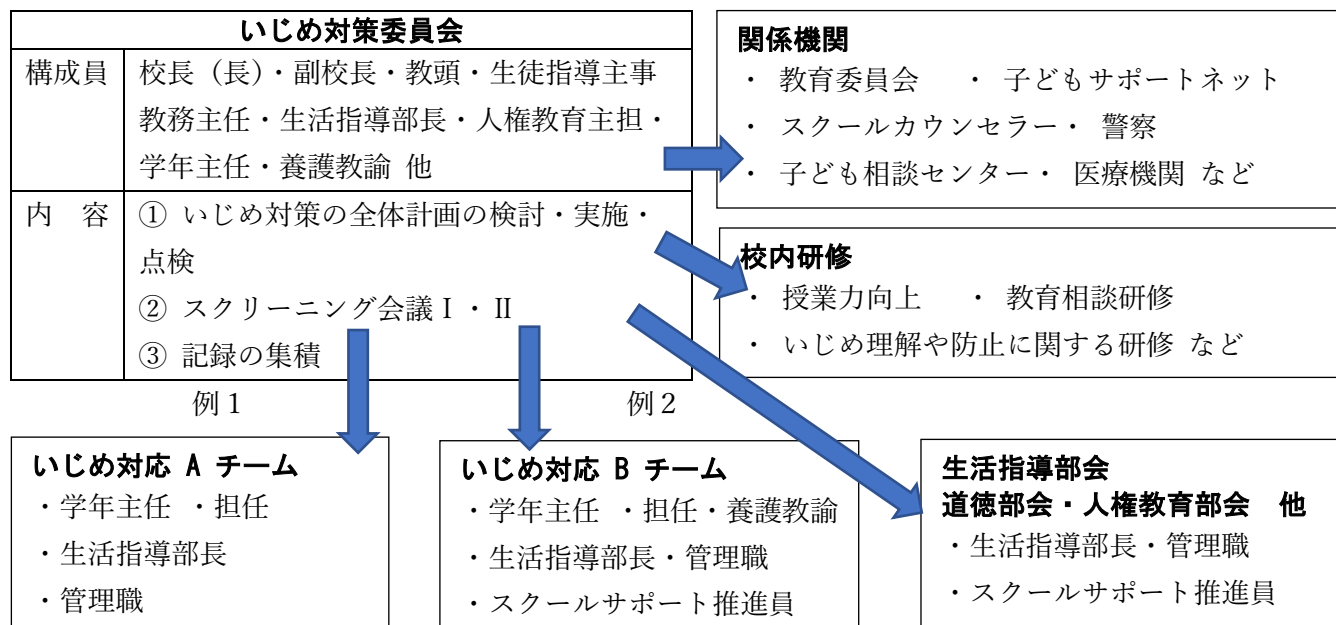 いじめ対策委員会
構成員
校長（長）・副校長・教頭・生徒指導主事
教務主任・生活指導部長・人権教育主担・
学年主任・養護教諭 他
内 容
① いじめ対策の全体計画の検討・実施・
点検
② スクリーニング会議Ⅰ・Ⅱ
③ 記録の集積
関係機関
・ 教育委員会 ・ 子どもサポートネット
・ スクールカウンセラー・ 警察
・ 子ども相談センター・ 医療機関 など
校内研修
・ 授業力向上 ・ 教育相談研修
・ いじめ理解や防止に関する研修 など
例１
例２
いじめ対応 A チーム
・学年主任 ・担任
・生活指導部長
・管理職
いじめ対応 B チーム
・学年主任 ・担任・養護教諭
・生活指導部長・管理職
・スクールサポート推進員
生活指導部会
道徳部会・人権教育部会 他
・生活指導部長・管理職
・スクールサポート推進員